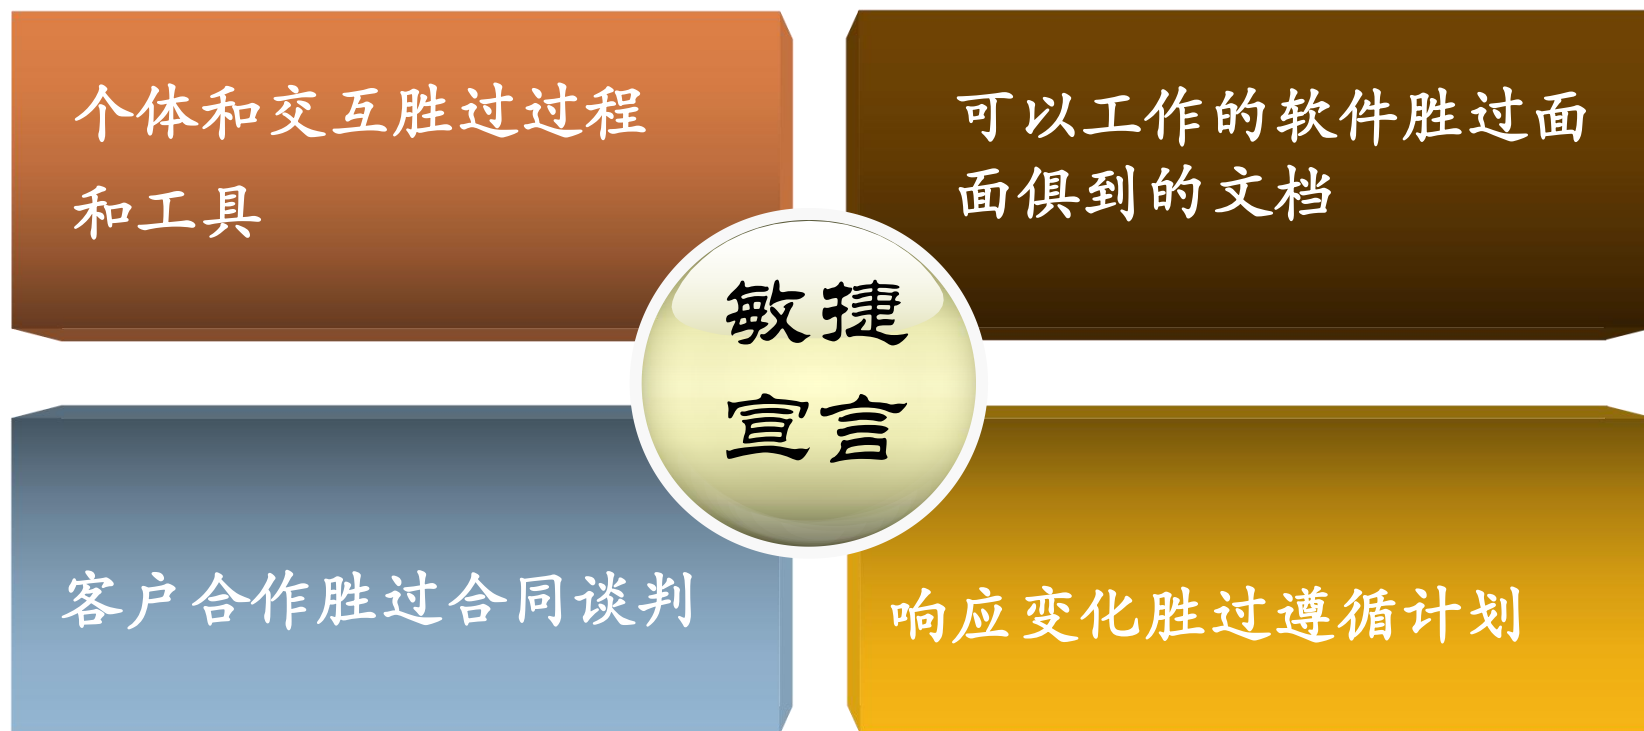 个体和交互胜过过程
和工具
可以工作的软件胜过面
面俱到的文档
敏捷
宣言
客户合作胜过合同谈判
响应变化胜过遵循计划